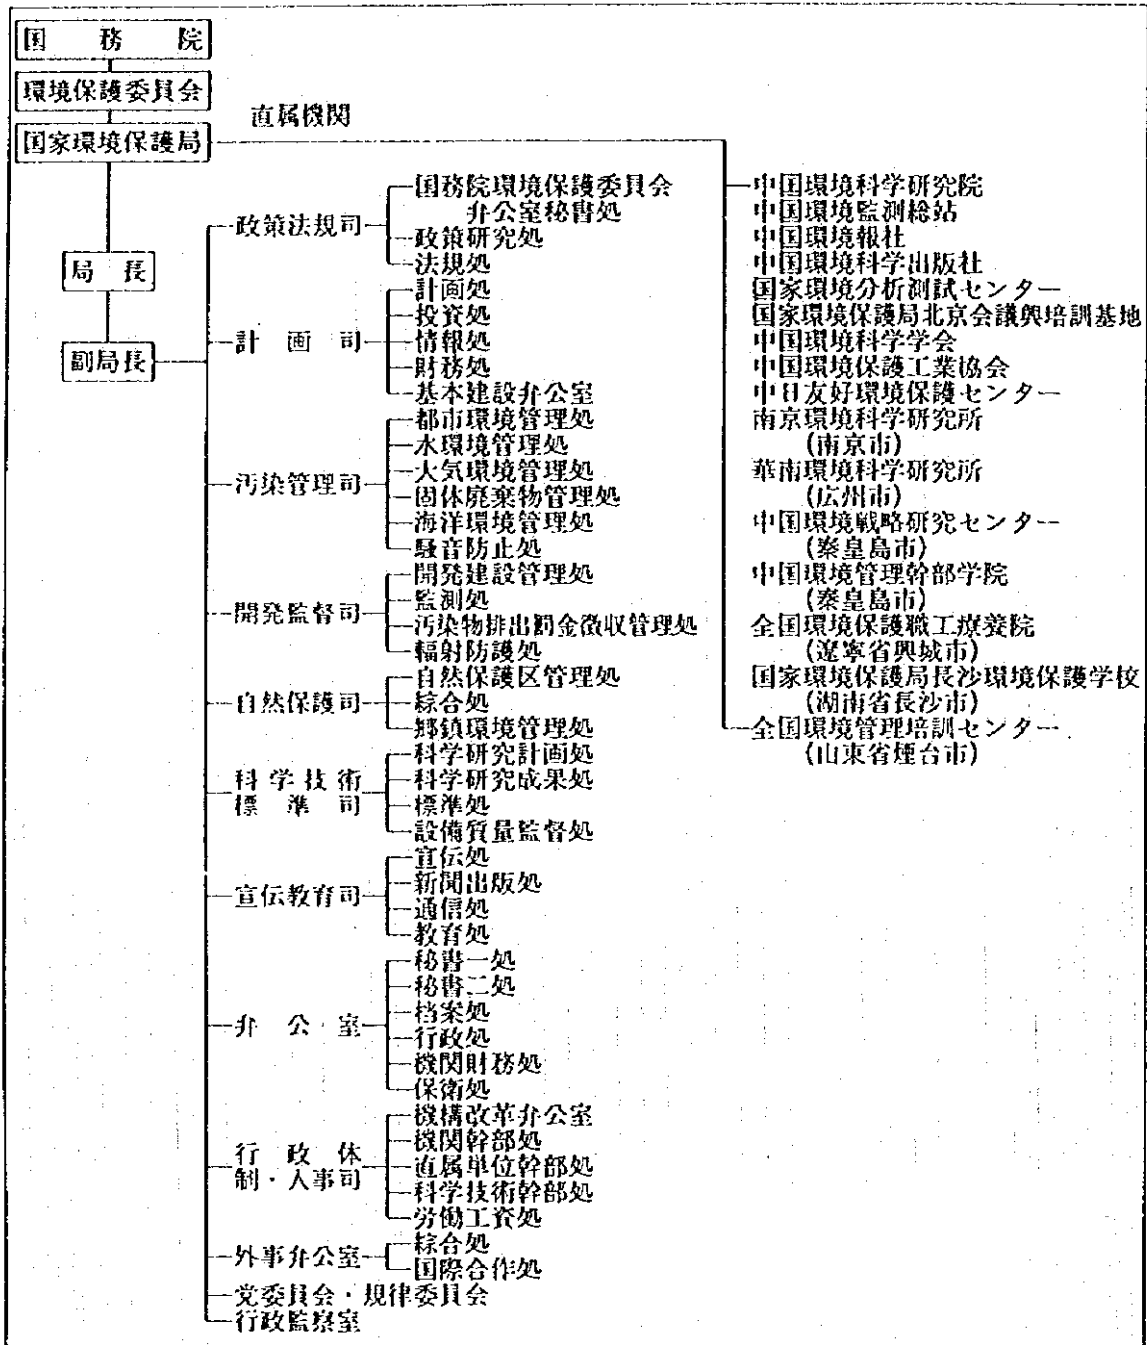 国務院
環境保護委員会
国家環境保護局
直属機関
局長
副局長
政策法規司
国務院環境保護委員会
弁公室秘書処
政策研究処
法規処
計画司
計画処
投資処
情報処
財務処
基本建設弁公室
汚染管理司
都市環境管理処
水環境管理処
大気環境管理処
固体廃棄物管理処
海洋環境管理処
騒音防止処
開発監督司
開発建設管理処
監測処
汚染物排出罰金徴収管理処
輻射防護処
自然保護司
自然保護区管理処
綜合処
郷鎮環境管理処
科学技術
標準司
科学研究計画処
科学研究成果処
標準処
設備質量監督処
宣伝教育司
宣伝処
新聞出版処
通信処
教育処
弁公室
秘書一処
秘書二処
档案処
行政処
機関財務処
保衛処
行政体
制・人事司
機構改革弁公室
機関幹部処
直属単位幹部処
科学技術幹部処
労働工資処
外事弁公室
綜合処
国際合作処
党委員会・規律委員会
行政監察室
中国環境科学研究院
中国環境監測総站
中国環境報社
中国環境科学出版社
国家環境分析測試センター
国家環境保護局北京会議與培訓基地
中国環境科学学会
中国環境保護工業協会
中日友好環境保護センター
南京環境科学研究所
(南京市)
華南環境科学研究所
(広州市)
中国環境戦略研究センター
(秦皇島市)
中国環境管理幹部学院
(秦皇島市)
全国環境保護職工療養院
(遼寧省興城市)
国家環境保護局長沙環境保護学校
(湖南省長沙市)
全国環境管理培訓センター
(山東省煙台市)